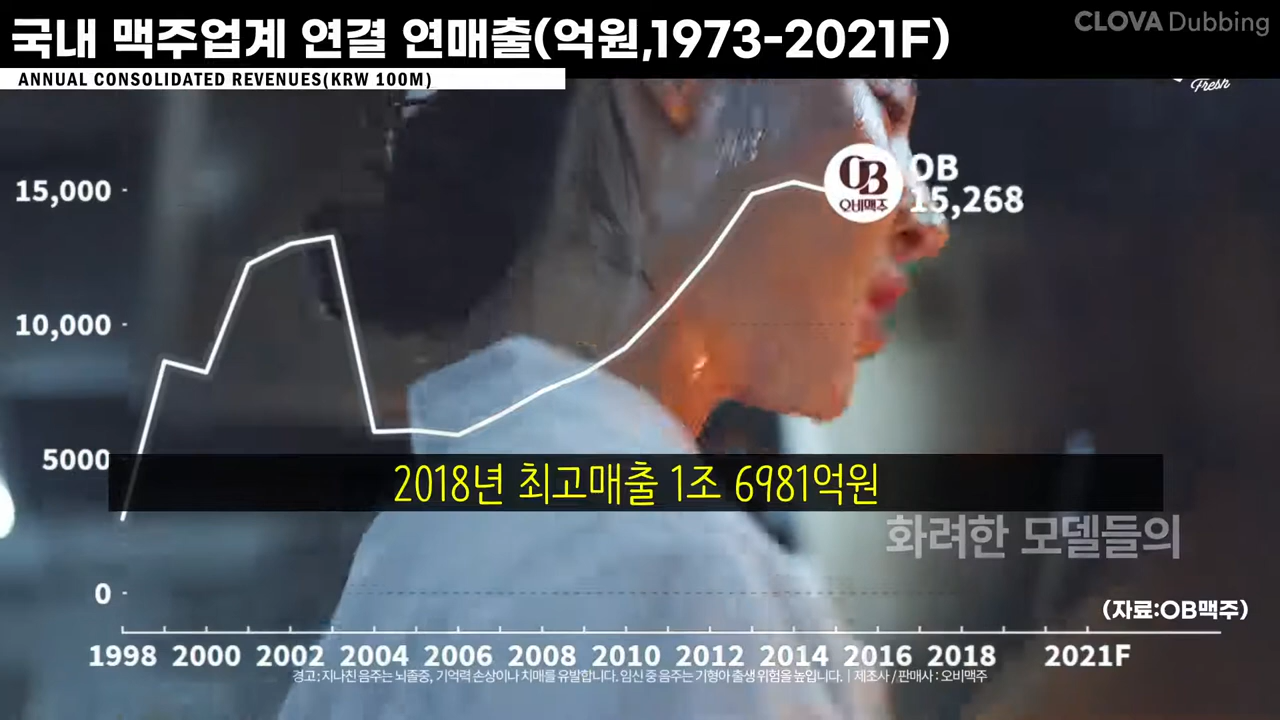 국내 맥주업계 연결 연매출(억원,1973-2021F)
CLOVA Dubbing
ANNUAL CONSOLIDATED REVENUES(KRW 100M)
Fresh
OB
15,268
OB
오비맥주
15,000
10,000
5000
0
2018년 최고매출 1조 6981억원
화려한 모델들의
(자료:OB맥주)
1998 2000 2002 2004 2006 2008 2010 2012 2014 2016 2018 2021F
경고 : 지나친 음주는 뇌졸중, 기억력 손상이나 치매를 유발합니다. 임신 중 음주는 기형아 출생 위험을 높입니다. | 제조사 / 판매사 : 오비맥주